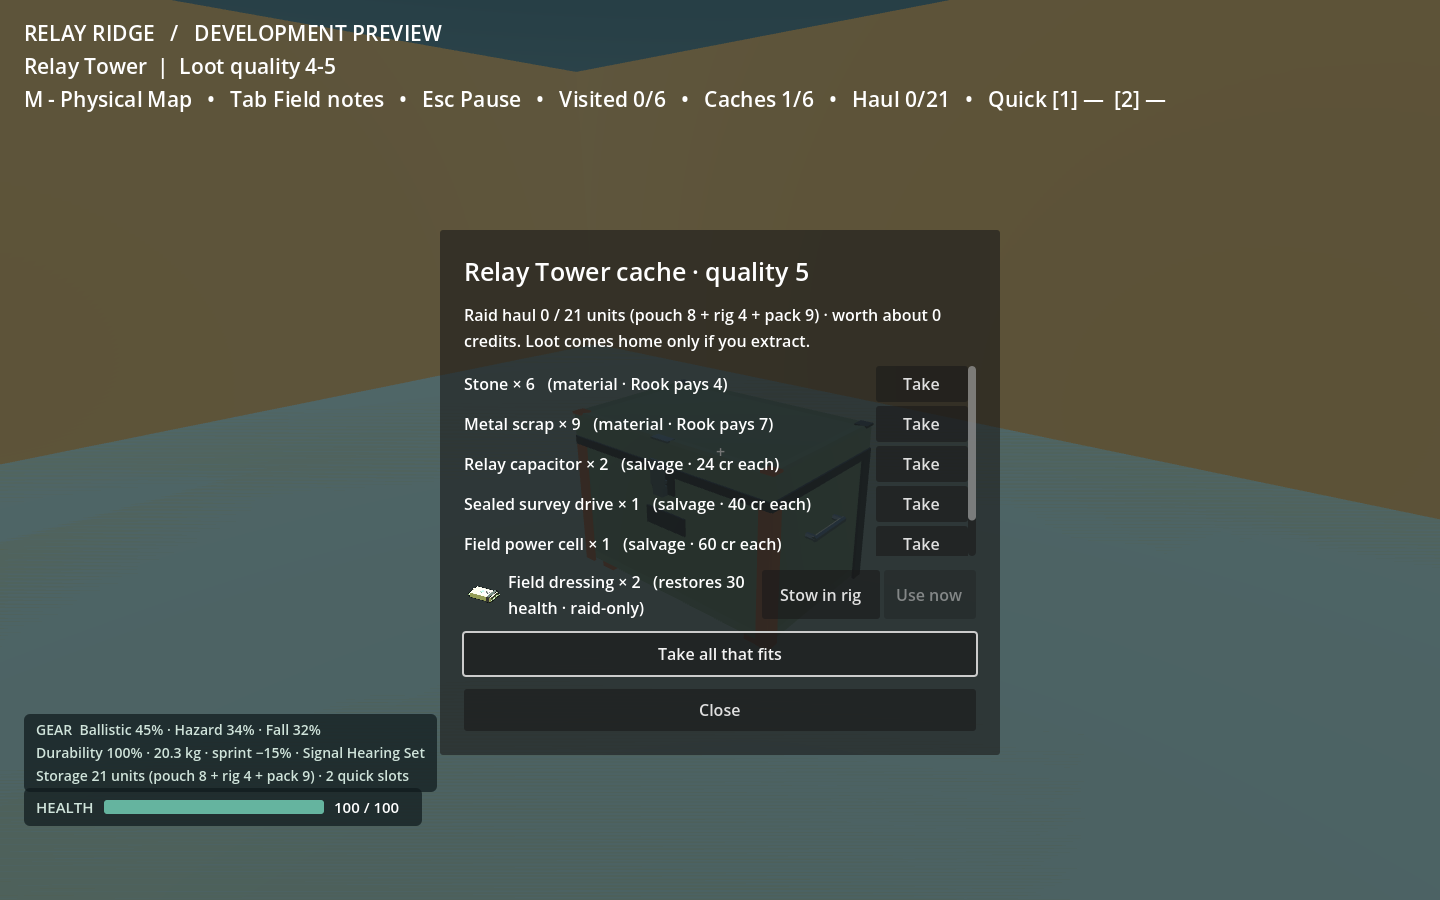 RELAY RIDGE / DEVELOPMENT PREVIEW
Relay Tower | Loot quality 4-5
M - Physical Map • Tab Field notes • Esc Pause • Visited 0/6 • Caches 1/6 • Haul 0/21 • Quick [1] — [2] —
Relay Tower cache · quality 5
Raid haul 0 / 21 units (pouch 8 + rig 4 + pack 9) · worth about 0
credits. Loot comes home only if you extract.
Stone × 6 (material · Rook pays 4) Take
Metal scrap × 9 (material · Rook pays 7) Take
Relay capacitor × 2 (salvage · 24 cr each) Take
Sealed survey drive × 1 (salvage · 40 cr each) Take
Field power cell × 1 (salvage · 60 cr each) Take
Field dressing × 2 (restores 30
health · raid-only)
Stow in rig Use now
Take all that fits
Close
GEAR Ballistic 45% · Hazard 34% · Fall 32%
Durability 100% · 20.3 kg · sprint −15% · Signal Hearing Set
Storage 21 units (pouch 8 + rig 4 + pack 9) · 2 quick slots
HEALTH 100 / 100